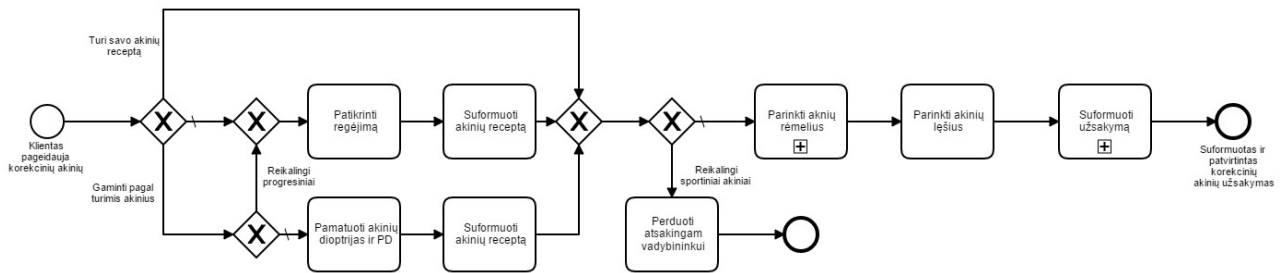 Turi savo akinių
receptą
Klientas
pageidauja
korekcinių akinių
Patikrinti
regėjimą
Suformuoti
akinių receptą
Parinkti aknių
rėmelius
Parinkti akinių
lęšius
Suformuoti
užsakymą
Suformuotas ir
patvirtintas
korekcinių
akinių užsakymas
Gaminti pagal
turimis akinius
Reikalingi
progresiniai
Reikalingi
sportiniai akiniai
Pamatuoti akinių
dioptrijas ir PD
Suformuoti
akinių receptą
Perduoti
atsakingam
vadybininkui